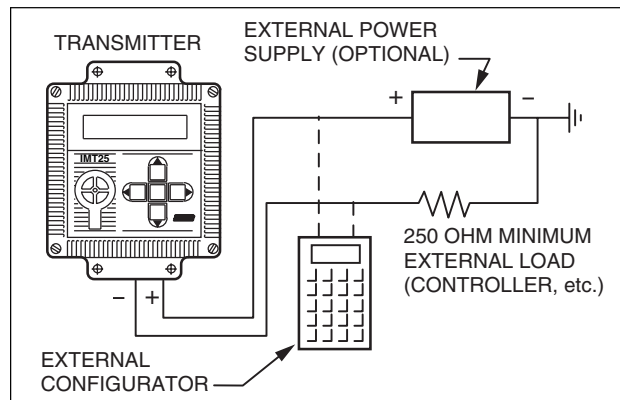 TRANSMITTER
EXTERNAL POWER
SUPPLY (OPTIONAL)
+
−
IMT25
250 OHM MINIMUM
EXTERNAL LOAD
(CONTROLLER, etc.)
−
+
EXTERNAL
CONFIGURATOR